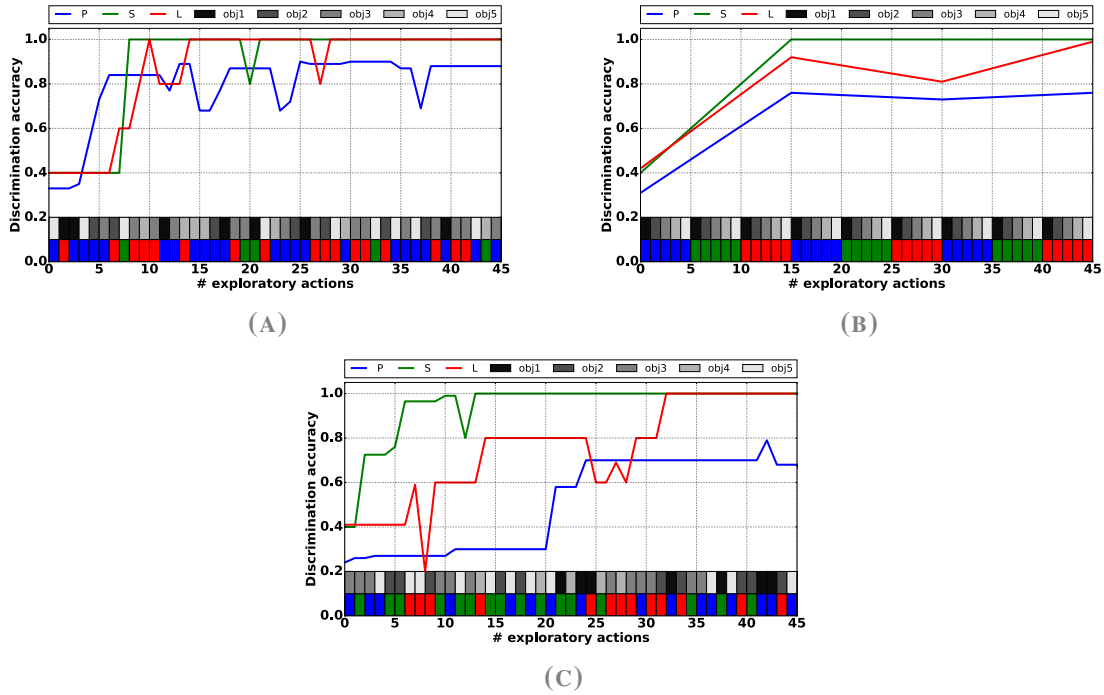 P S L obj1 obj2 obj3 obj4 obj5
1.0
0.8
0.6
0.4
0.2
0.0
Discrimination accuracy
0 5 10 15 20 25 30 35 40 45
# exploratory actions
(A)
P S L obj1 obj2 obj3 obj4 obj5
1.0
0.8
0.6
0.4
0.2
0.0
Discrimination accuracy
0 5 10 15 20 25 30 35 40 45
# exploratory actions
(B)
P S L obj1 obj2 obj3 obj4 obj5
1.0
0.8
0.6
0.4
0.2
0.0
Discrimination accuracy
0 5 10 15 20 25 30 35 40 45
# exploratory actions
(C)